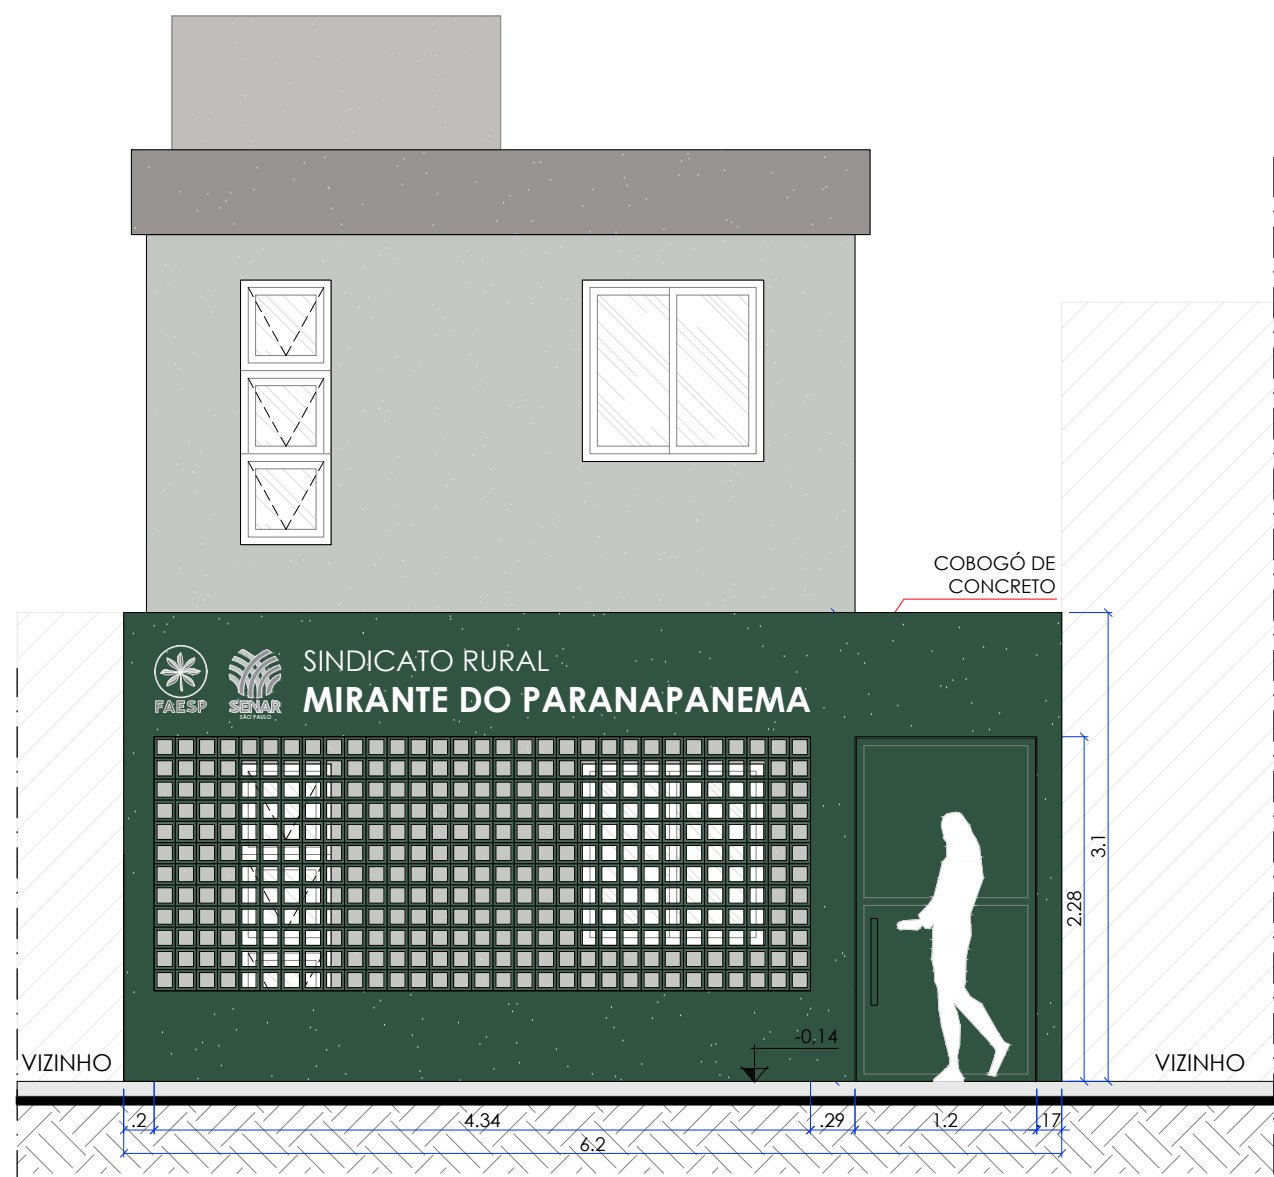 COBOGÓ DE
CONCRETO
SINDICATO RURAL
MIRANTE DO PARANAPANEMA
FAESP
SENAR
SÃO PAULO
3.1
2.28
-0,14
VIZINHO
VIZINHO
.2
4.34
.29
1.2
.17
6.2